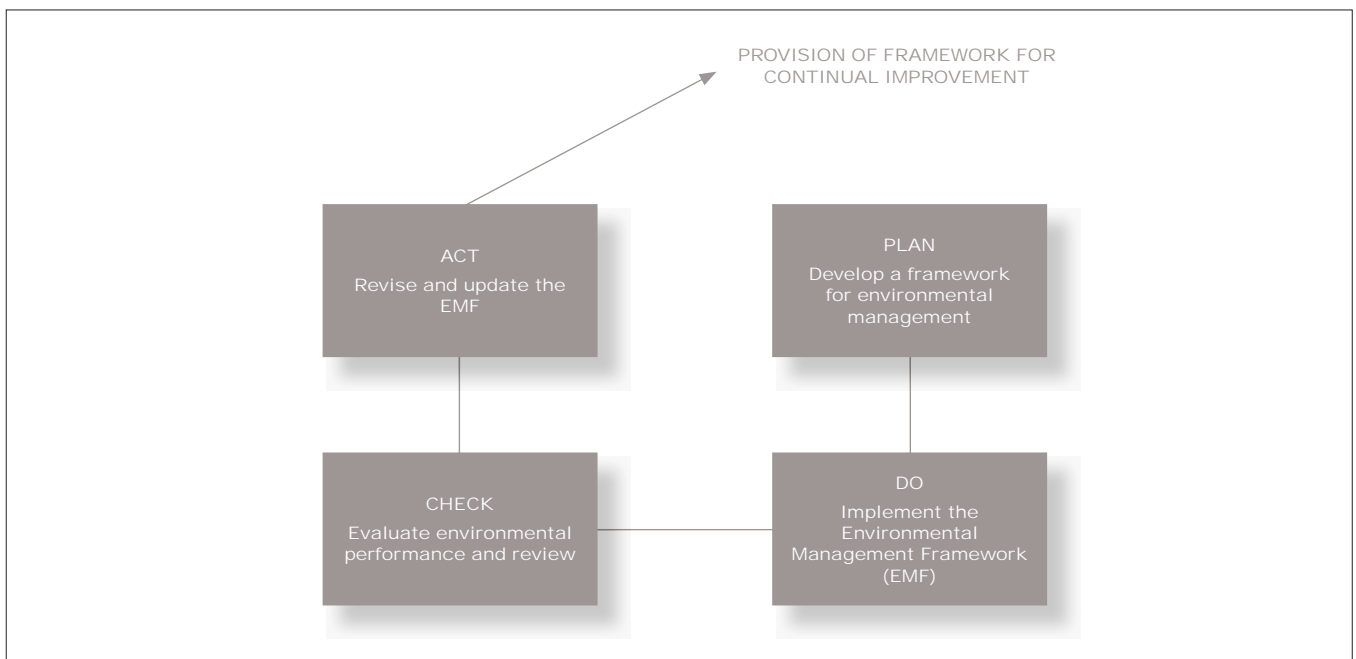 PROVISION OF FRAMEWORK FOR
CONTINUAL IMPROVEMENT
ACT
Revise and update the
EMF
PLAN
Develop a framework
for environmental
management
CHECK
Evaluate environmental
performance and review
DO
Implement the
Environmental
Management Framework
(EMF)